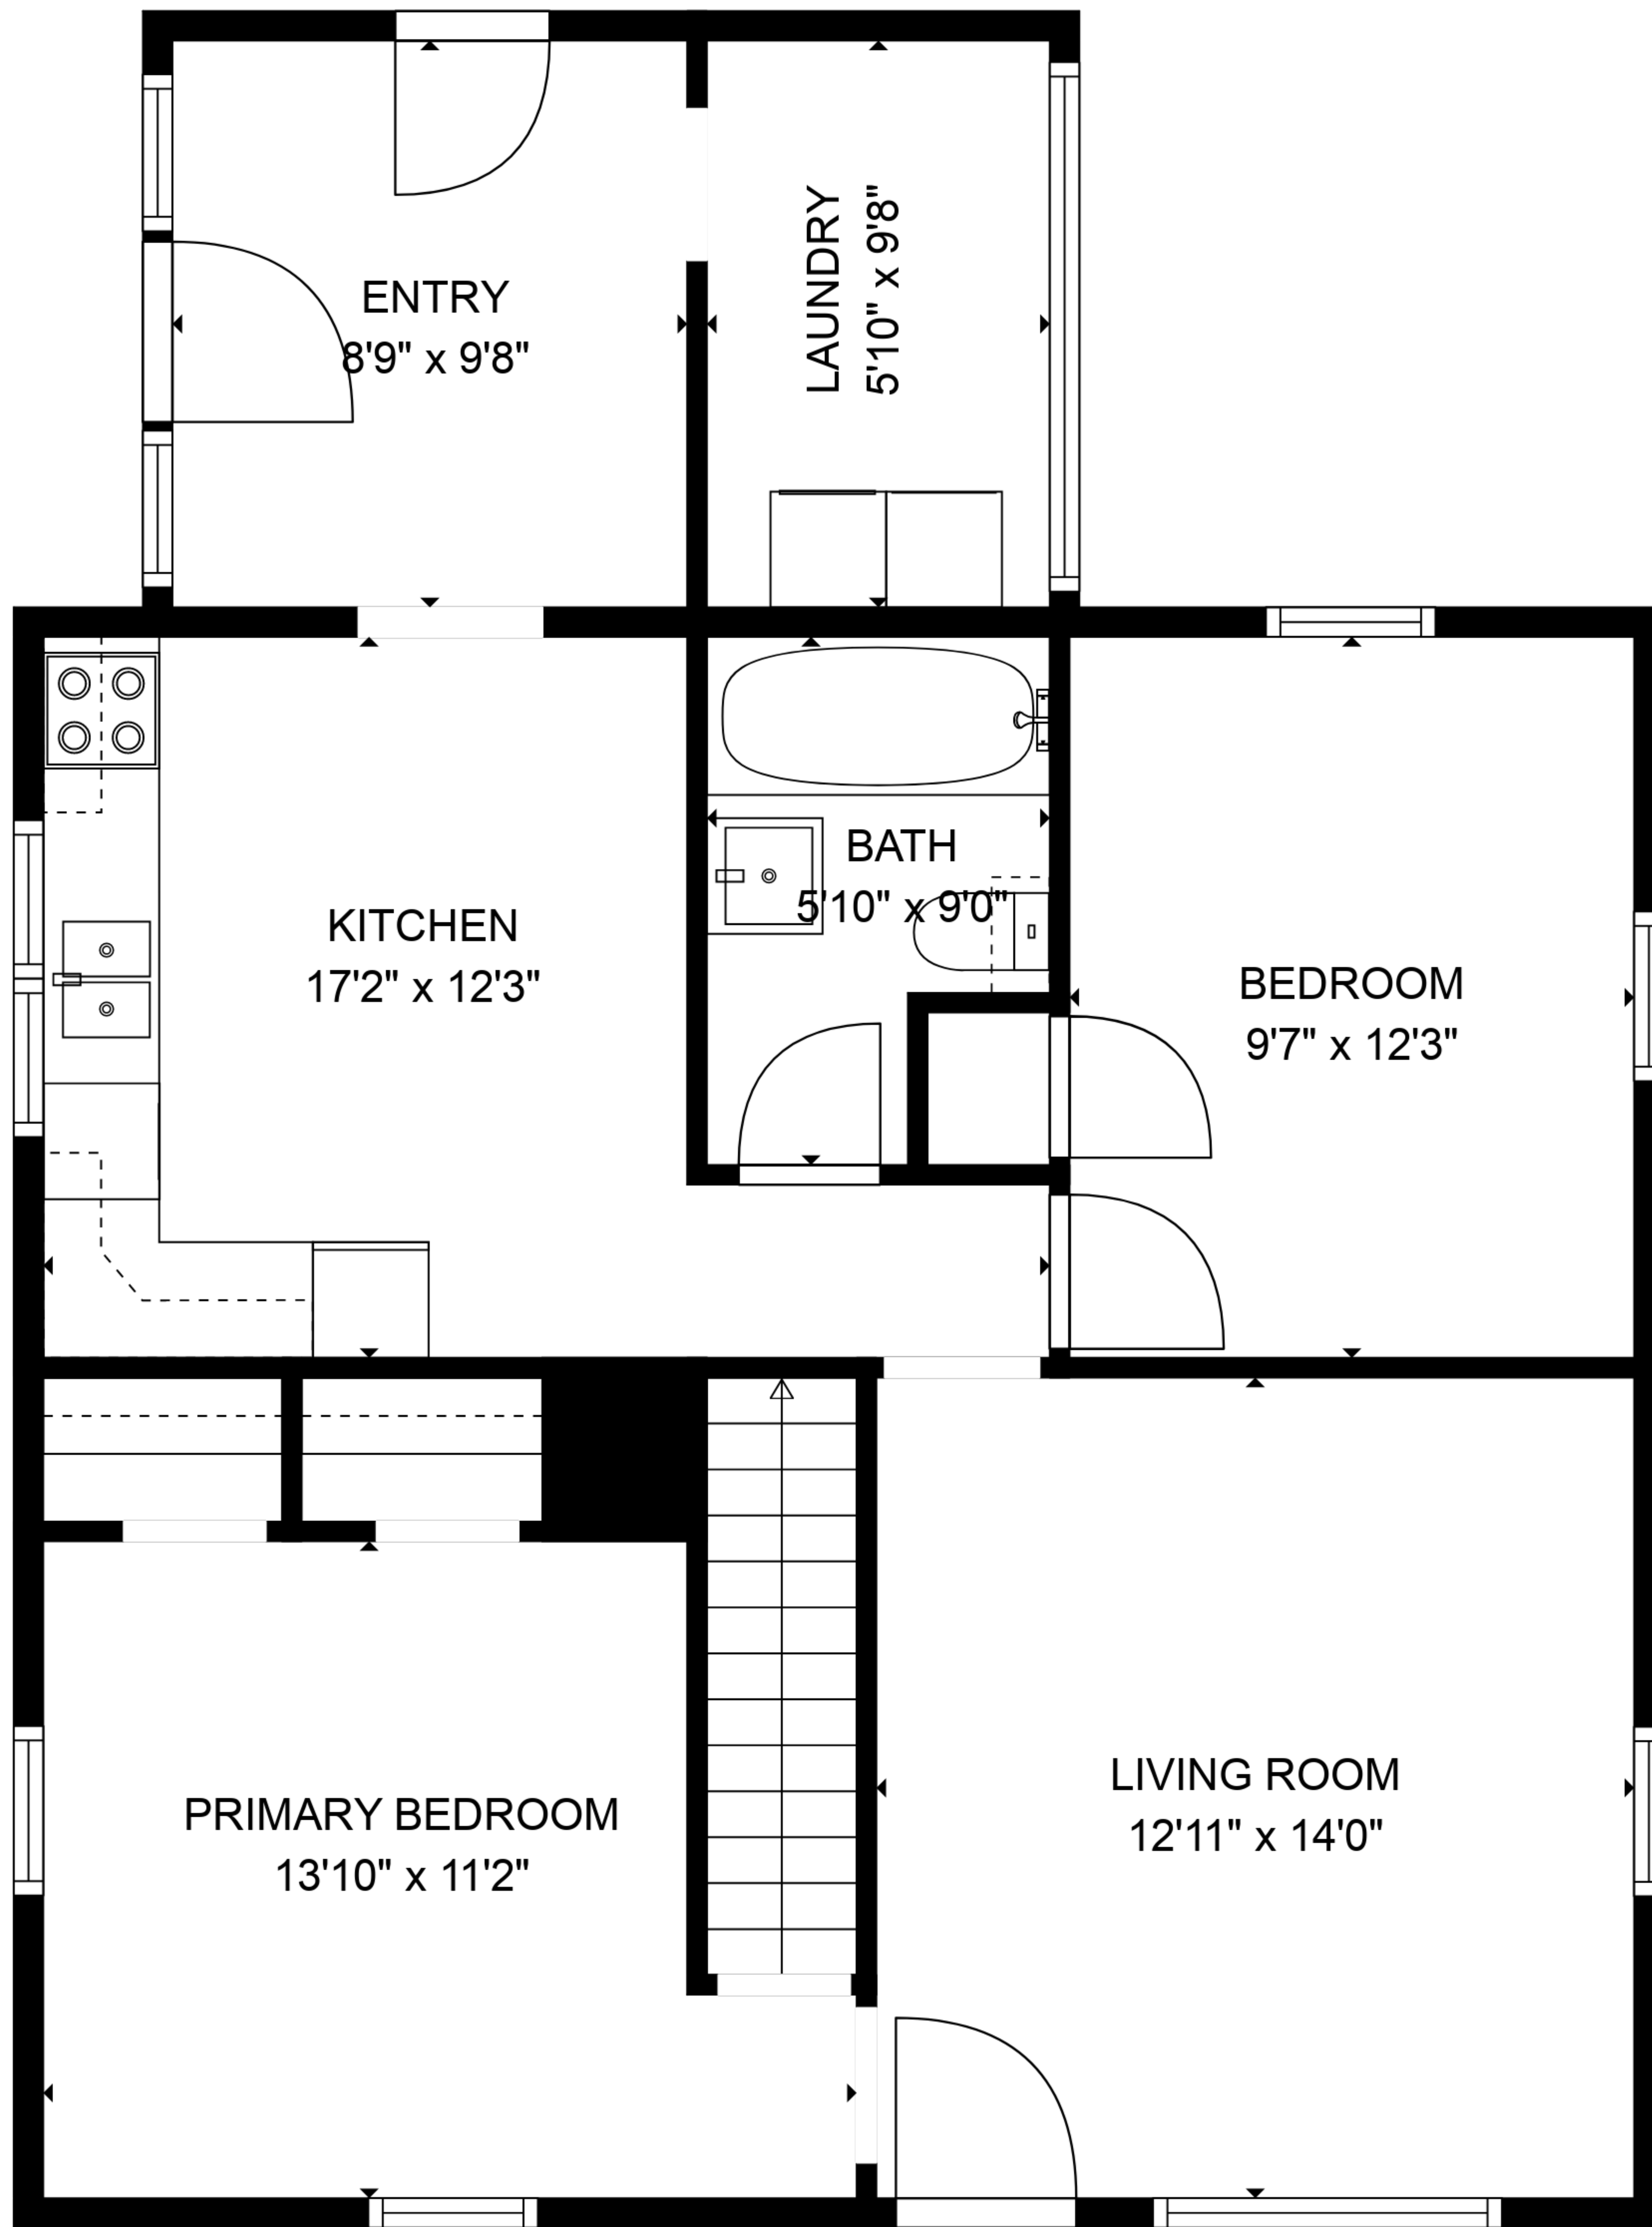 ENTRY
8'9" x 9'8"
LAUNDRY
5'10" x 9'8"
BATH
5'10" x 9'0"
KITCHEN
17'2" x 12'3"
BEDROOM
9'7" x 12'3"
PRIMARY BEDROOM
13'10" x 11'2"
LIVING ROOM
12'11" x 14'0"